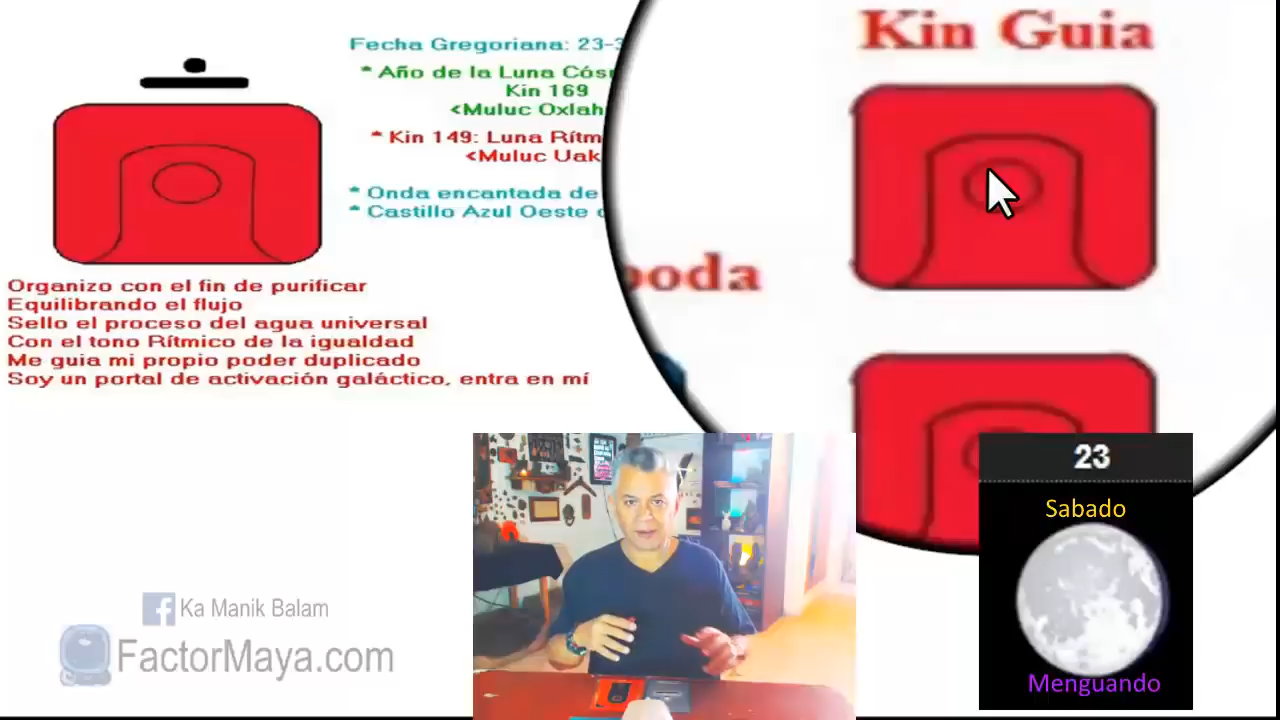 Fecha Gregoriana: 23-3
* Año de la Luna Cós
Kin 169
<Muluc Oxlah
* Kin 149: Luna Rítm
<Muluc Uak
* Onda encantada de
* Castillo Azul Oeste
Organizo con el fin de purificar
Equilibrando el flujo
Sello el proceso del agua universal
Con el tono Rítmico de la igualdad
Me guia mi propio poder duplicado
Soy un portal de activación galáctico, entra en mí
Kin Guia
poda
23
Sabado
Menguando
Ka Manik Balam
FactorMaya.com